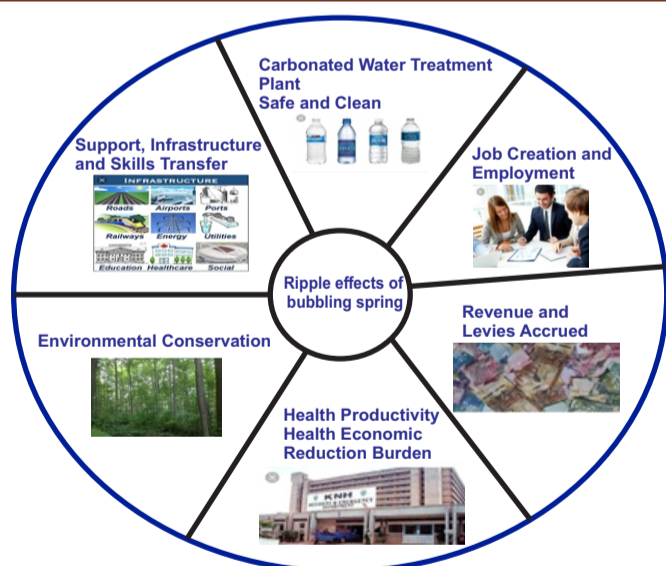 Carbonated Water Treatment
Plant
Safe and Clean
Support, Infrastructure
and Skills Transfer
INFRASTRUCTURE
Roads
Airports
Ports
Railways
Energy
Utilities
Education
Healthcare
Social
Job Creation and
Employment
Ripple effects of
bubbling spring
Revenue and
Levies Accrued
Environmental Conservation
Health Productivity
Health Economic
Reduction Burden
KNH